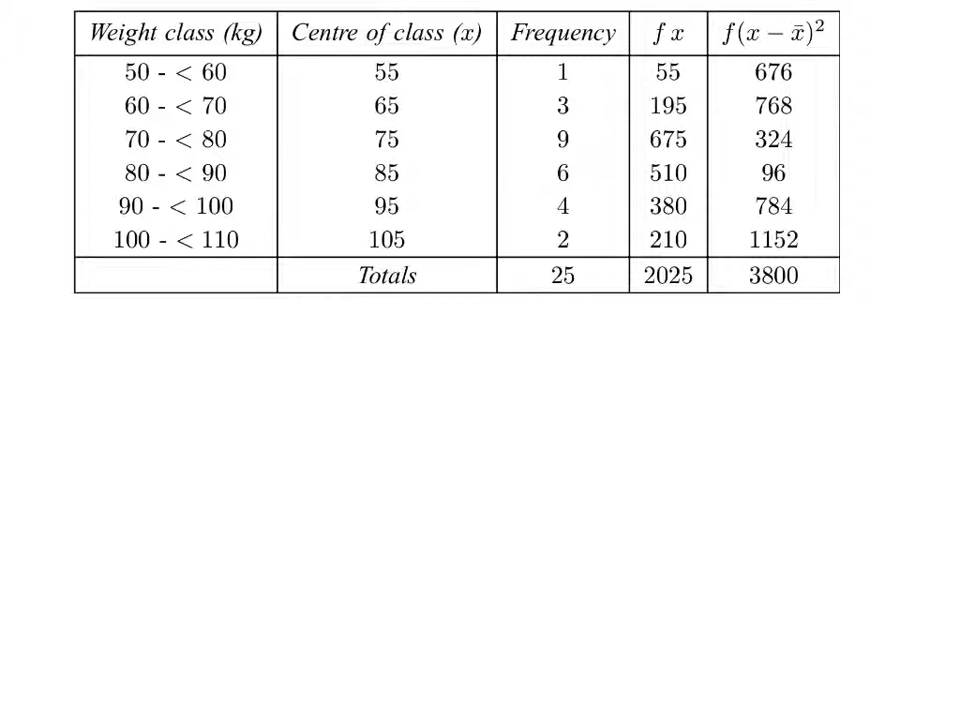 Weight class (kg) Centre of class (x) Frequency f x f(x − x̄)²
50 - < 60 55 1 55 676
60 - < 70 65 3 195 768
70 - < 80 75 9 675 324
80 - < 90 85 6 510 96
90 - < 100 95 4 380 784
100 - < 110 105 2 210 1152
Totals 25 2025 3800